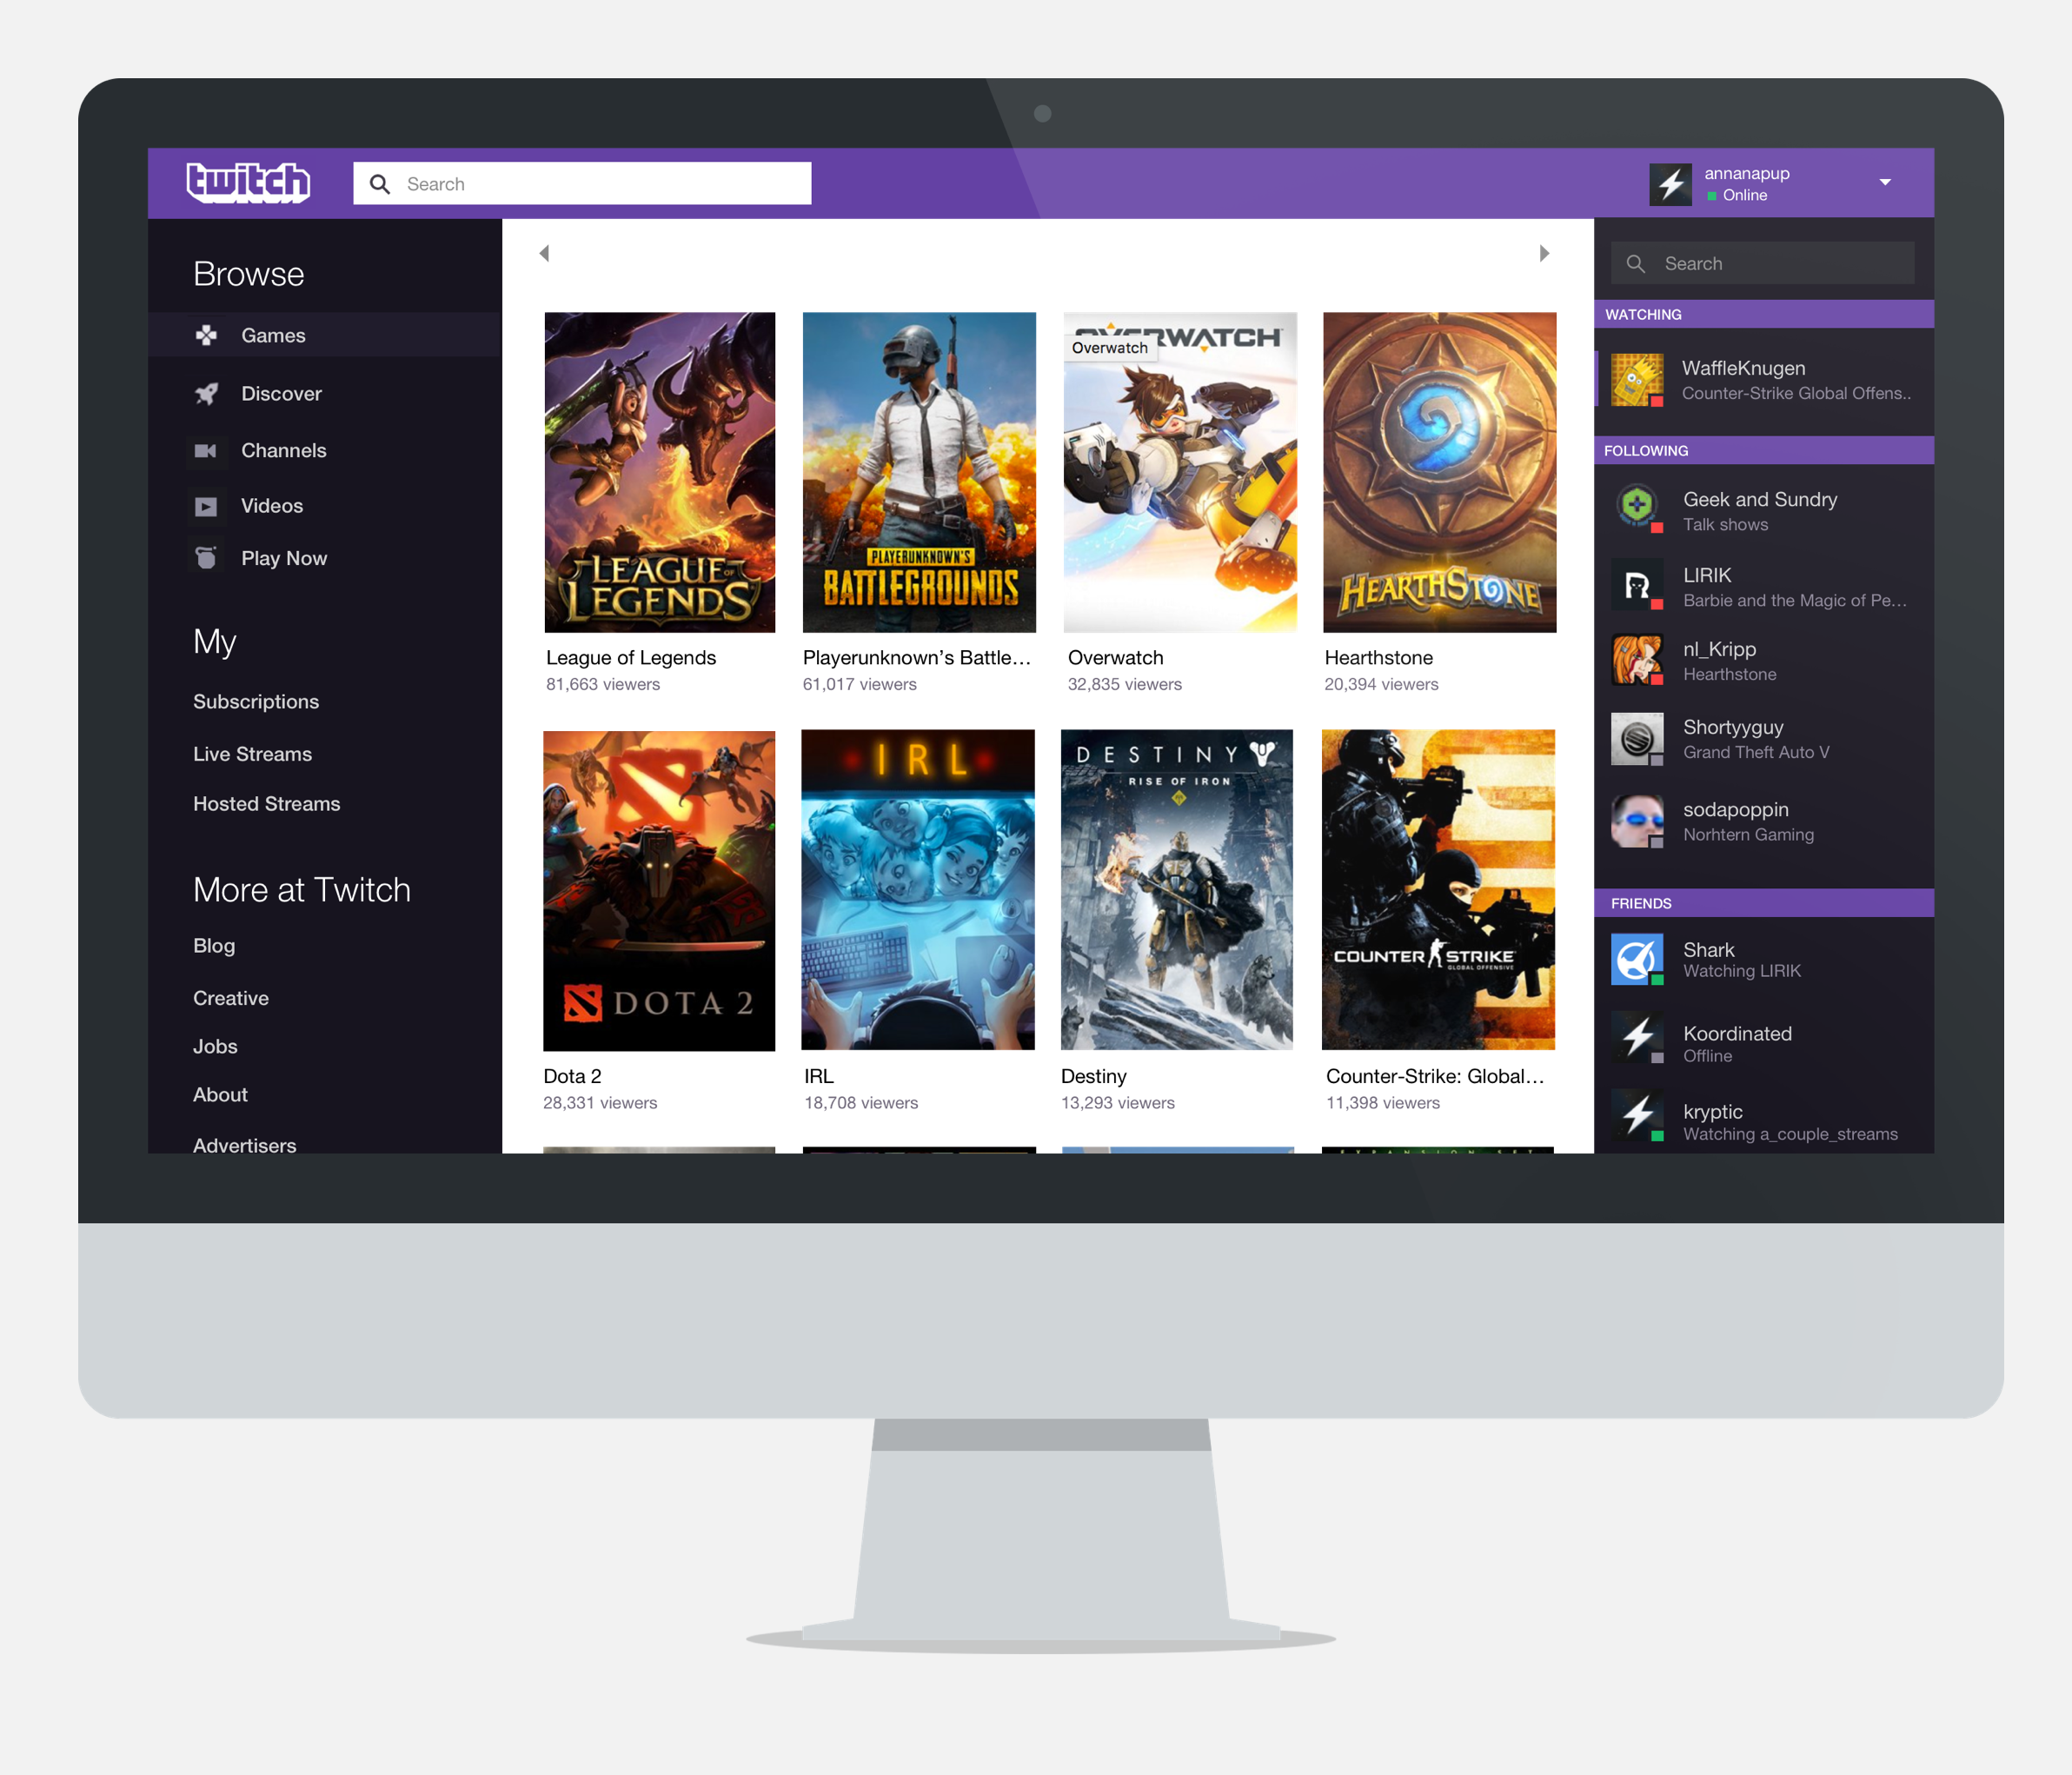 twitch
Search
annanapup
Online
Browse
Games
Discover
Channels
Videos
Play Now
My
Subscriptions
Live Streams
Hosted Streams
More at Twitch
Blog
Creative
Jobs
About
Advertisers
LEAGUE OF LEGENDS
League of Legends
81,663 viewers
PLAYERUNKNOWN'S
BATTLEGROUNDS
Playerunknown’s Battle...
61,017 viewers
OVERWATCH
Overwatch
Overwatch
32,835 viewers
HEARTHSTONE
Hearthstone
20,394 viewers
DOTA 2
Dota 2
28,331 viewers
IRL
IRL
18,708 viewers
DESTINY
RISE OF IRON
Destiny
13,293 viewers
COUNTER STRIKE
GLOBAL OFFENSIVE
Counter-Strike: Global...
11,398 viewers
Search
WATCHING
WaffleKnugen
Counter-Strike Global Offens..
FOLLOWING
Geek and Sundry
Talk shows
LIRIK
Barbie and the Magic of Pe...
nl_Kripp
Hearthstone
Shortyyguy
Grand Theft Auto V
sodapoppin
Norhtern Gaming
FRIENDS
Shark
Watching LIRIK
Koordinated
Offline
kryptic
Watching a_couple_streams